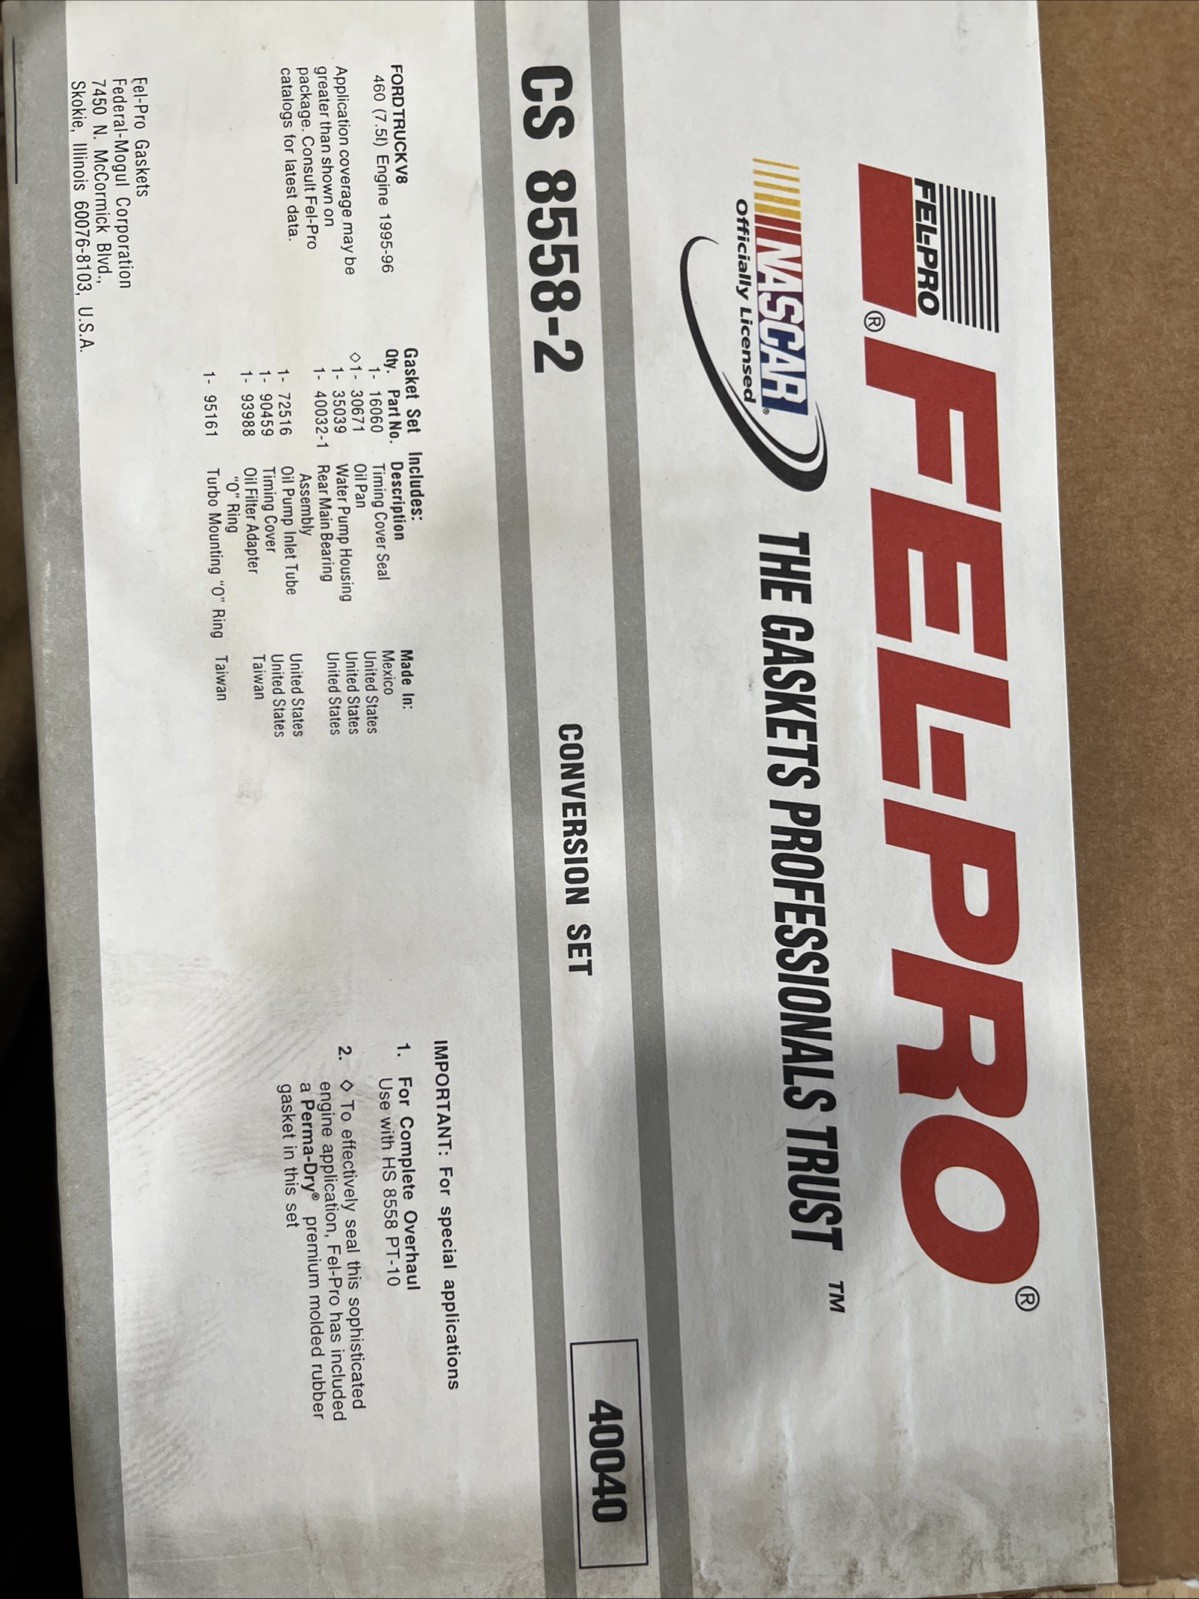 FEL-PRO
FEL-PRO®
®
NASCAR®
Officially Licensed
THE GASKETS PROFESSIONALS TRUST™
CS 8558-2
CONVERSION SET
40040
FORD TRUCK V8
460 (7.5l) Engine 1995-96
Application coverage may be
greater than shown on
package. Consult Fel-Pro
catalogs for latest data.
Gasket Set Includes:
Qty. Part No. Description Made In:
1- 16060 Timing Cover Seal Mexico
◊1- 30671 Oil Pan United States
1- 35039 Water Pump Housing United States
1- 40032-1 Rear Main Bearing United States
Assembly
1- 72516 Oil Pump Inlet Tube United States
1- 90459 Timing Cover United States
1- 93988 Oil Filter Adapter Taiwan
"O" Ring
1- 95161 Turbo Mounting "O" Ring Taiwan
IMPORTANT: For special applications
1. For Complete Overhaul
Use with HS 8558 PT-10
2. ◊ To effectively seal this sophisticated
engine application, Fel-Pro has included
a Perma-Dry® premium molded rubber
gasket in this set
Fel-Pro Gaskets
Federal-Mogul Corporation
7450 N. McCormick Blvd.,
Skokie, Illinois 60076-8103, U.S.A.